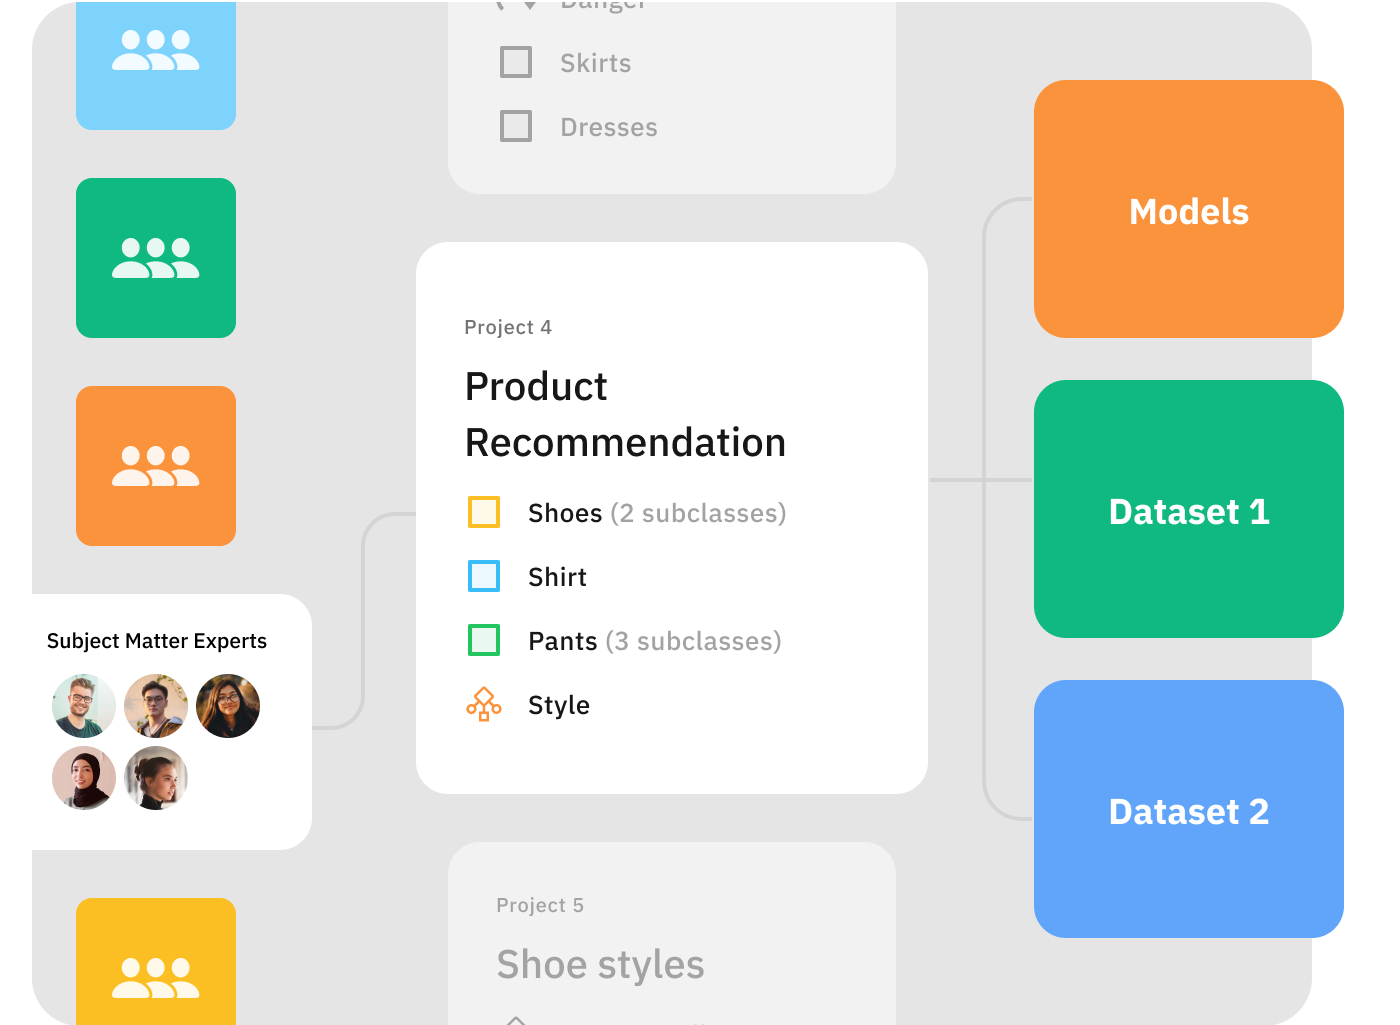 Danger
Skirts
Dresses
Project 4
Product
Recommendation
Shoes (2 subclasses)
Shirt
Pants (3 subclasses)
Style
Subject Matter Experts
Models
Dataset 1
Dataset 2
Project 5
Shoe styles